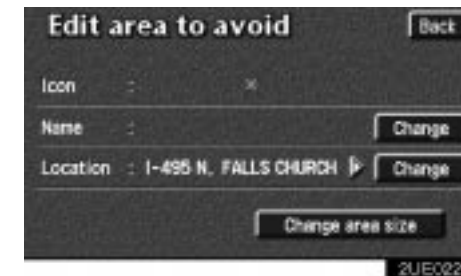 Edit area to avoid Back
Icon : ×
Name : Change
Location : I-495 N, FALLS CHURCH Change
Change area size
2UE022